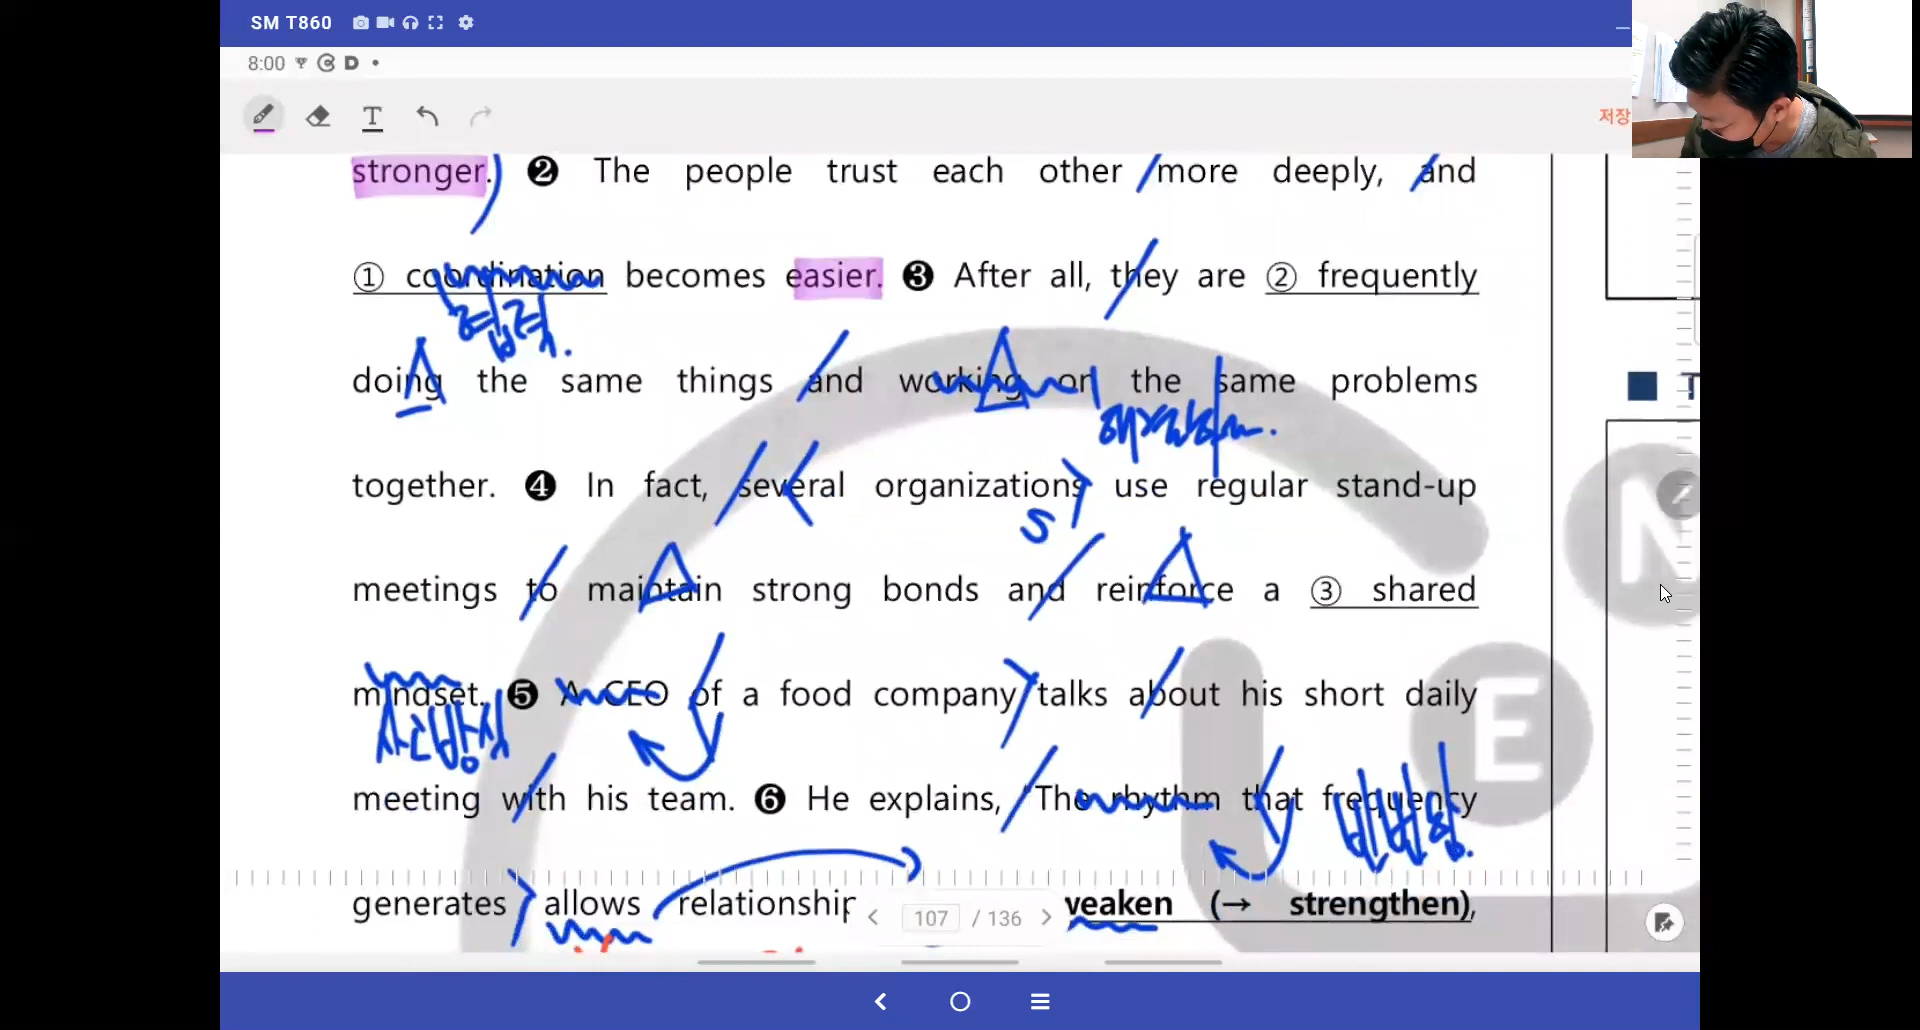 SM T860
8:00
T
저장
stronger. ❷ The people trust each other more deeply, and
① coordination becomes easier. ❸ After all, they are ② frequently
협력.
doing the same things and working on the same problems
해결하다.
together. ❹ In fact, several organizations use regular stand-up
S
meetings to maintain strong bonds and reinforce a ③ shared
mindset. ❺ A CEO of a food company talks about his short daily
사고방식
meeting with his team. ❻ He explains, "The rhythm that frequency
빈번함.
generates allows relationship
weaken (→ strengthen),
107 / 136
N
E